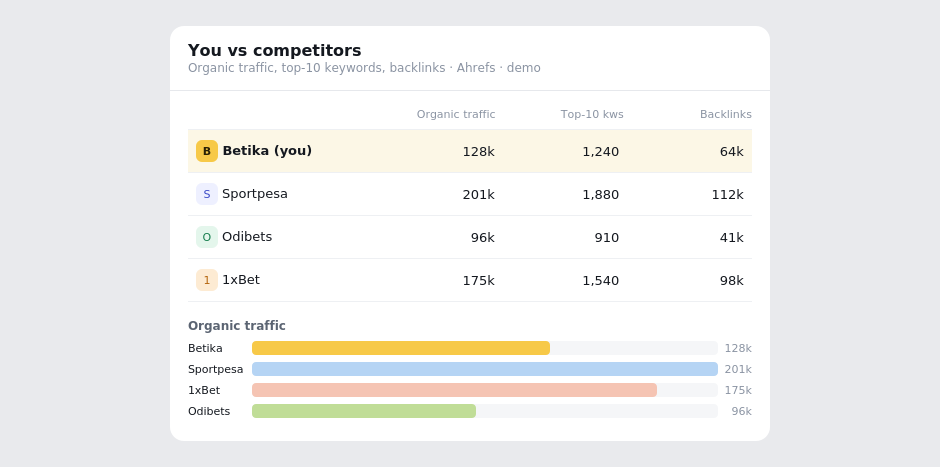 You vs competitors
Organic traffic, top-10 keywords, backlinks · Ahrefs · demo
Organic traffic Top-10 kws Backlinks
B Betika (you) 128k 1,240 64k
S Sportpesa 201k 1,880 112k
O Odibets 96k 910 41k
1 1xBet 175k 1,540 98k
Organic traffic
Betika 128k
Sportpesa 201k
1xBet 175k
Odibets 96k